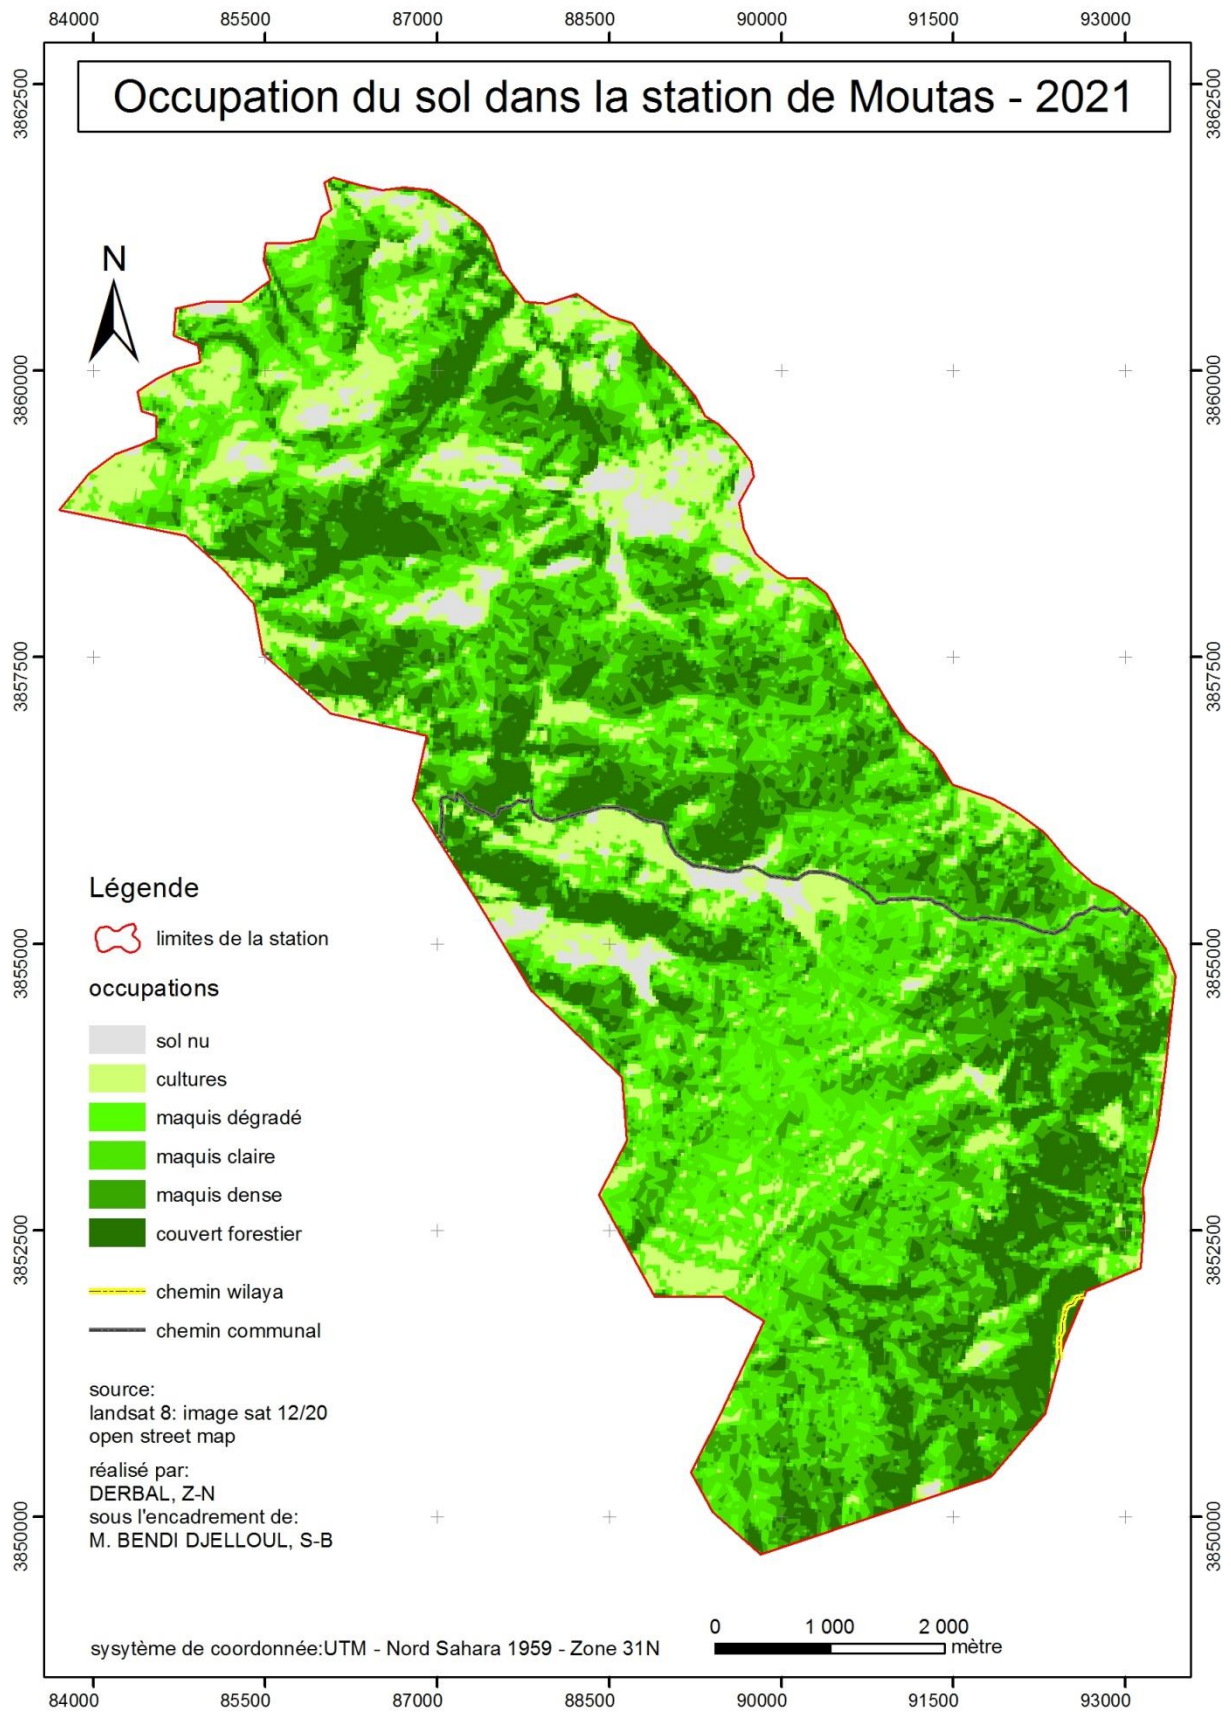 84000 85500 87000 88500 90000 91500 93000
Occupation du sol dans la station de Moutas - 2021
3862500 3862500
N
3860000 3860000
3857500 3857500
Légende
limites de la station
3855000 3855000
occupations
sol nu
cultures
maquis dégradé
maquis claire
maquis dense
couvert forestier
3852500 3852500
chemin wilaya
chemin communal
source:
landsat 8: image sat 12/20
open street map
réalisé par:
DERBAL, Z-N
sous l'encadrement de:
M. BENDI DJELLOUL, S-B
3850000 3850000
0 1 000 2 000
mètre
sysytème de coordonnée:UTM - Nord Sahara 1959 - Zone 31N
84000 85500 87000 88500 90000 91500 93000